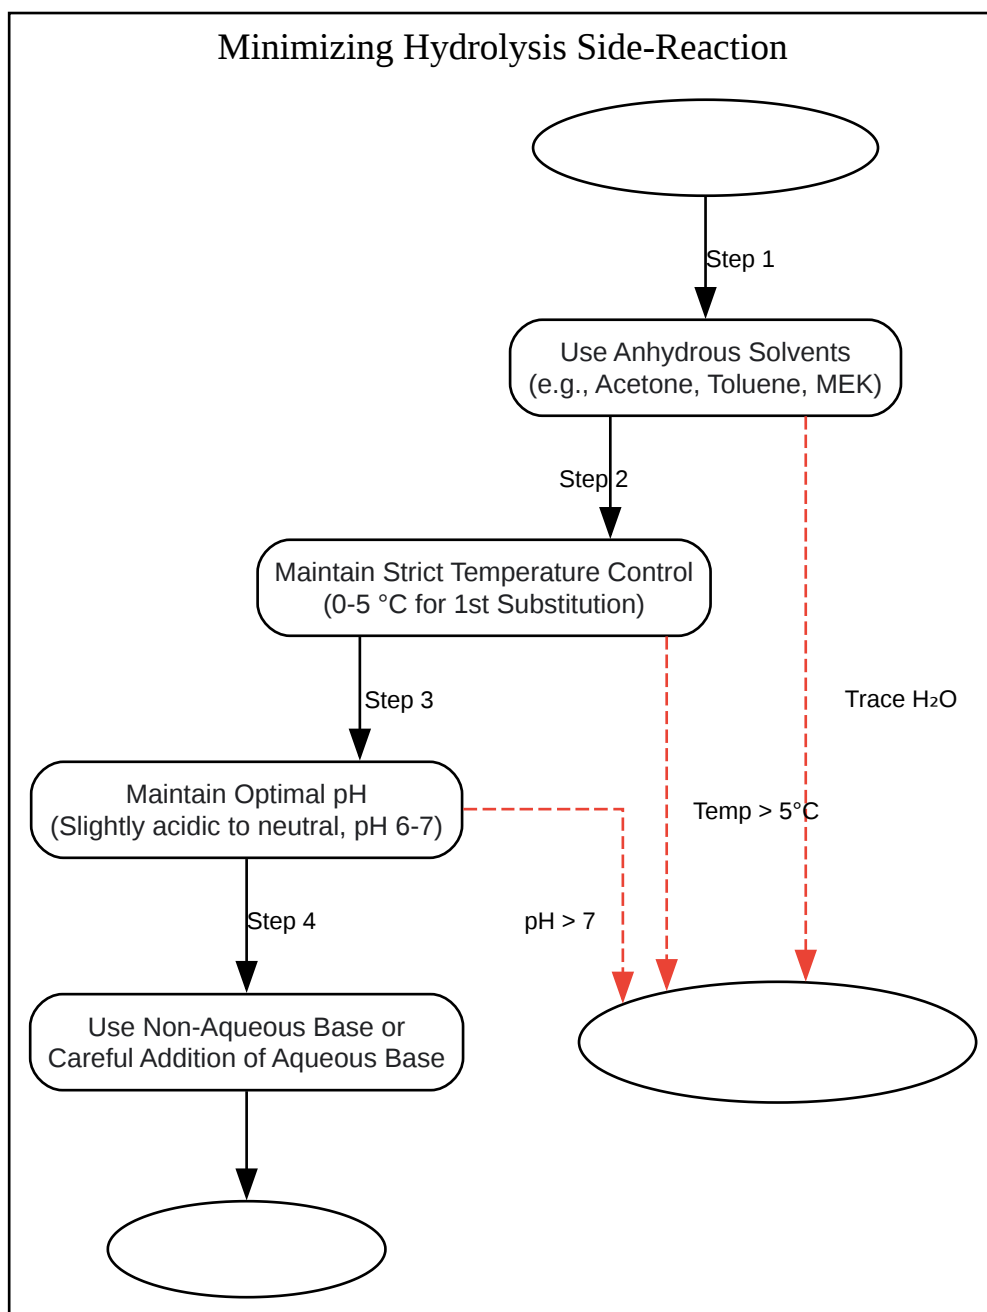 Minimizing Hydrolysis Side-Reaction
Step 1
Use Anhydrous Solvents
(e.g., Acetone, Toluene, MEK)
Step 2
Maintain Strict Temperature Control
(0-5 °C for 1st Substitution)
Step 3
Trace H₂O
Maintain Optimal pH
(Slightly acidic to neutral, pH 6-7)
Temp > 5°C
Step 4
pH > 7
Use Non-Aqueous Base or
Careful Addition of Aqueous Base